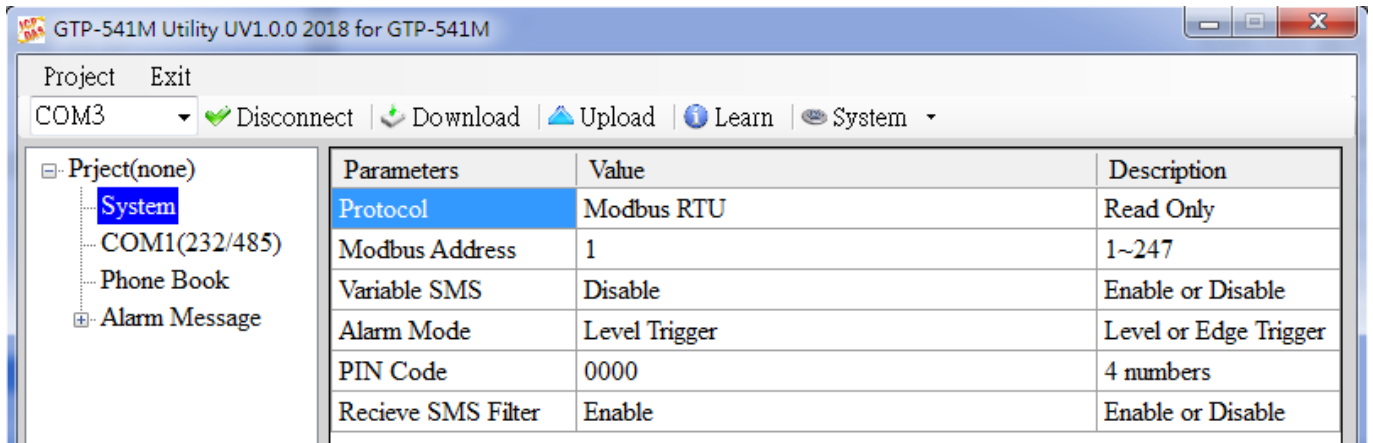 GTP-541M Utility UV1.0.0 2018 for GTP-541M
Project Exit
COM3 Disconnect Download Upload Learn System
Prject(none)
System
COM1(232/485)
Phone Book
Alarm Message
Parameters Value Description
Protocol Modbus RTU Read Only
Modbus Address 1 1~247
Variable SMS Disable Enable or Disable
Alarm Mode Level Trigger Level or Edge Trigger
PIN Code 0000 4 numbers
Recieve SMS Filter Enable Enable or Disable